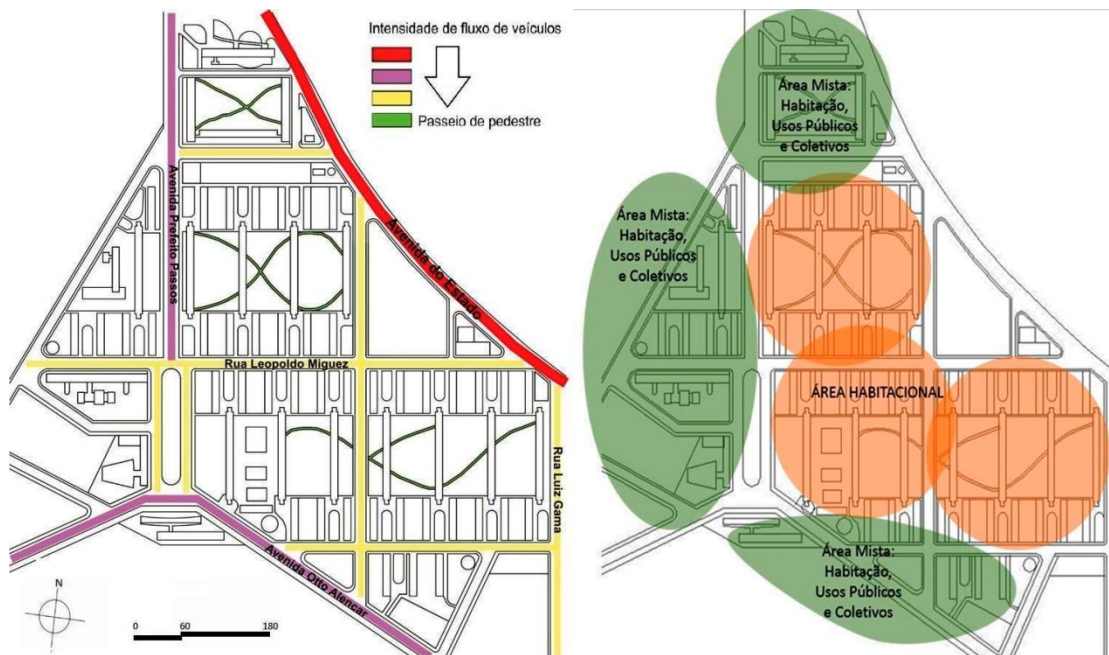 Intensidade de fluxo de veículos
Passeio de pedestre
Avenida Prefeito Passos
Avenida do Estado
Rua Leopoldo Miguez
Rua Luiz Gama
Avenida Otto Alencar
N
0 60 180
Área Mista:
Habitação,
Usos Públicos
e Coletivos
Área Mista:
Habitação,
Usos Públicos
e Coletivos
ÁREA HABITACIONAL
Área Mista:
Habitação,
Usos Públicos
e Coletivos